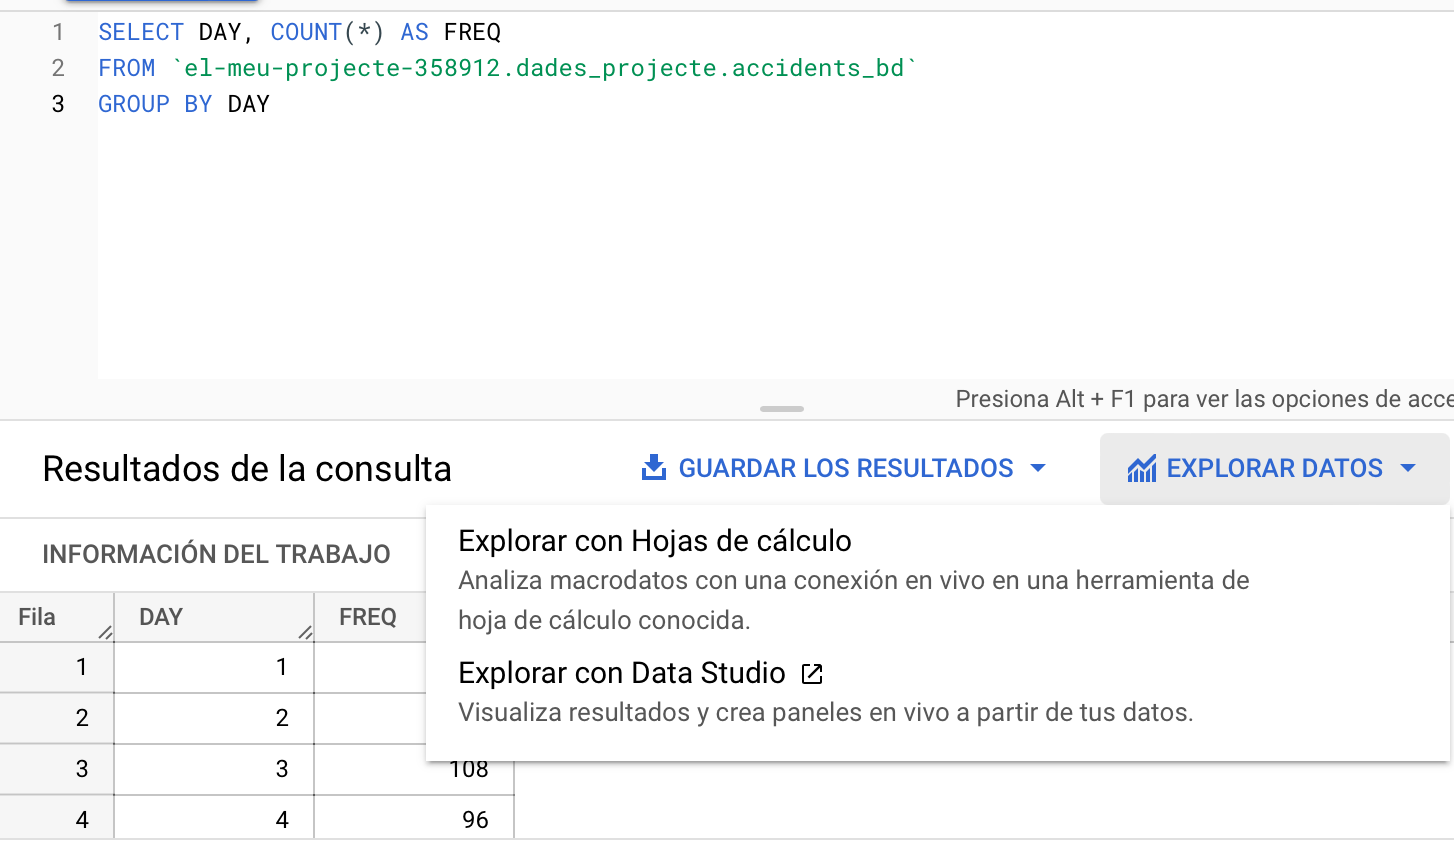 1 SELECT DAY, COUNT(*) AS FREQ
2 FROM `el-meu-projecte-358912.dades_projecte.accidents_bd`
3 GROUP BY DAY
Presiona Alt + F1 para ver las opciones de acce
Resultados de la consulta
GUARDAR LOS RESULTADOS
EXPLORAR DATOS
INFORMACIÓN DEL TRABAJO
Explorar con Hojas de cálculo
Analiza macrodatos con una conexión en vivo en una herramienta de
hoja de cálculo conocida.
Explorar con Data Studio
Visualiza resultados y crea paneles en vivo a partir de tus datos.
Fila DAY FREQ
1 1
2 2
3 3 108
4 4 96